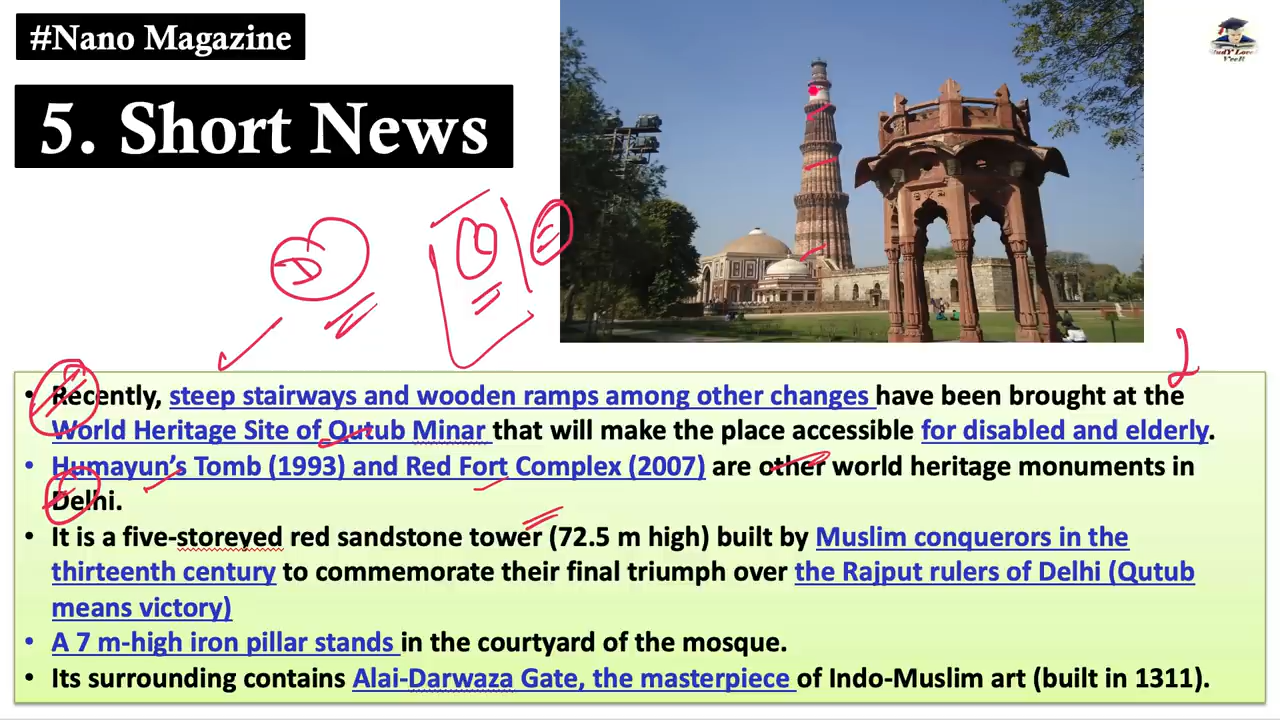 #Nano Magazine
5. Short News
• Recently, steep stairways and wooden ramps among other changes have been brought at the
World Heritage Site of Qutub Minar that will make the place accessible for disabled and elderly.
• Humayun's Tomb (1993) and Red Fort Complex (2007) are other world heritage monuments in
Delhi.
• It is a five-storeyed red sandstone tower (72.5 m high) built by Muslim conquerors in the
thirteenth century to commemorate their final triumph over the Rajput rulers of Delhi (Qutub
means victory)
• A 7 m-high iron pillar stands in the courtyard of the mosque.
• Its surrounding contains Alai-Darwaza Gate, the masterpiece of Indo-Muslim art (built in 1311).